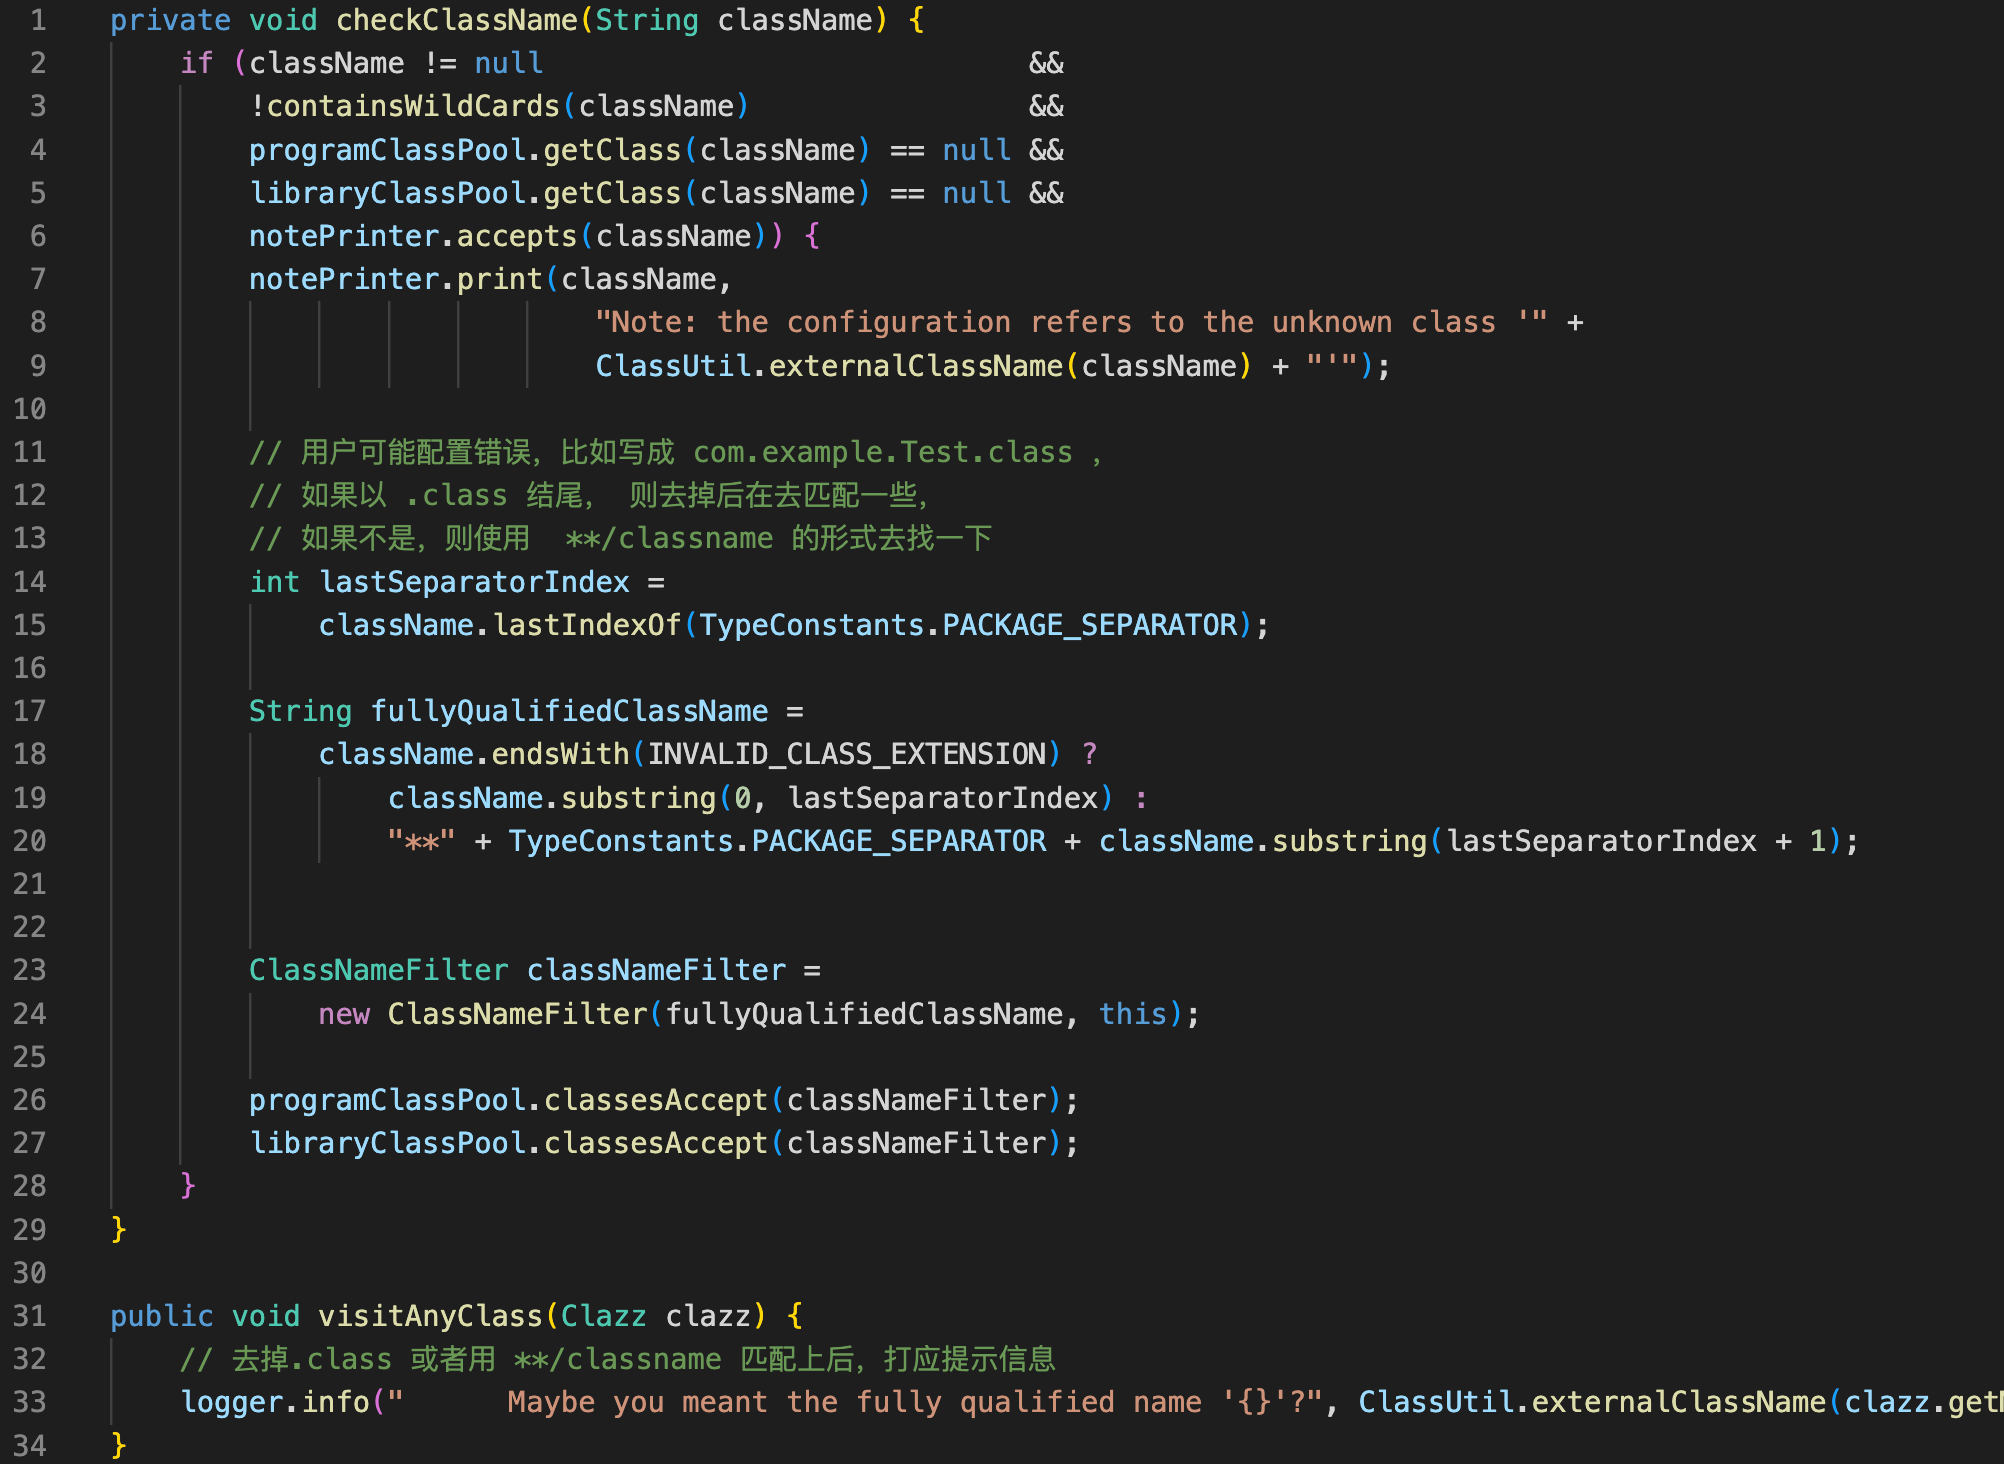 1 private void checkClassName(String className) {
2 if (className != null &&
3 !containsWildCards(className) &&
4 programClassPool.getClass(className) == null &&
5 libraryClassPool.getClass(className) == null &&
6 notePrinter.accepts(className)) {
7 notePrinter.print(className,
8 "Note: the configuration refers to the unknown class '" +
9 ClassUtil.externalClassName(className) + "'");
10
11 // 用户可能配置错误，比如写成 com.example.Test.class ，
12 // 如果以 .class 结尾， 则去掉后在去匹配一些，
13 // 如果不是，则使用 **/classname 的形式去找一下
14 int lastSeparatorIndex =
15 className.lastIndexOf(TypeConstants.PACKAGE_SEPARATOR);
16
17 String fullyQualifiedClassName =
18 className.endsWith(INVALID_CLASS_EXTENSION) ?
19 className.substring(0, lastSeparatorIndex) :
20 "**" + TypeConstants.PACKAGE_SEPARATOR + className.substring(lastSeparatorIndex + 1);
21
22
23 ClassNameFilter classNameFilter =
24 new ClassNameFilter(fullyQualifiedClassName, this);
25
26 programClassPool.classesAccept(classNameFilter);
27 libraryClassPool.classesAccept(classNameFilter);
28 }
29 }
30
31 public void visitAnyClass(Clazz clazz) {
32 // 去掉.class 或者用 **/classname 匹配上后，打应提示信息
33 logger.info(" Maybe you meant the fully qualified name '{}'?", ClassUtil.externalClassName(clazz.get
34 }